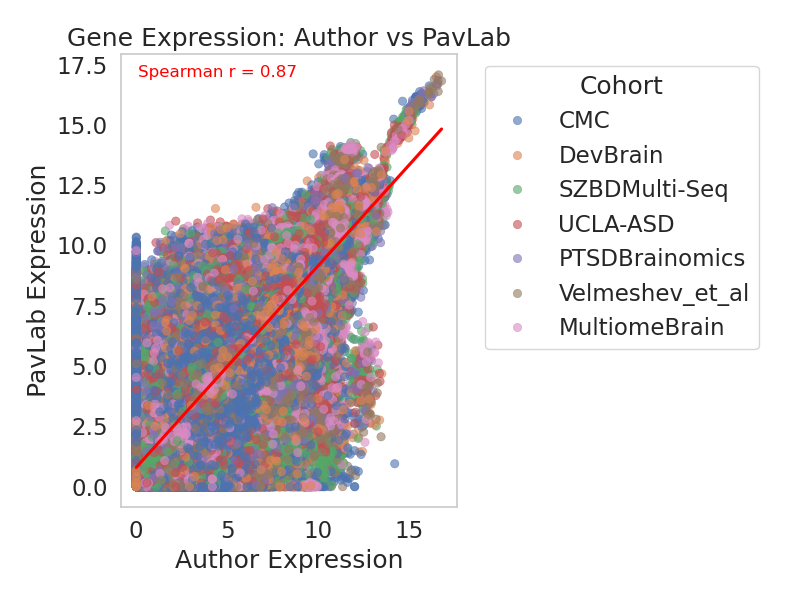 Gene Expression: Author vs PavLab
Spearman r = 0.87
17.5
15.0
12.5
10.0
7.5
5.0
2.5
0.0
PavLab Expression
0
5
10
15
Author Expression
Cohort
CMC
DevBrain
SZBDMulti-Seq
UCLA-ASD
PTSDBrainomics
Velmeshev_et_al
MultiomeBrain